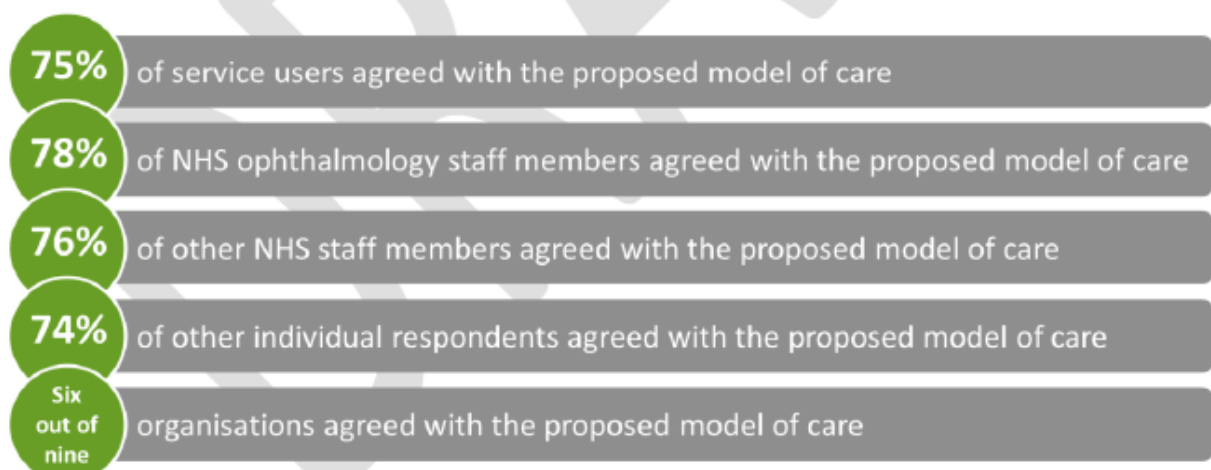 75% of service users agreed with the proposed model of care
78% of NHS ophthalmology staff members agreed with the proposed model of care
76% of other NHS staff members agreed with the proposed model of care
74% of other individual respondents agreed with the proposed model of care
Six
out of
nine
organisations agreed with the proposed model of care